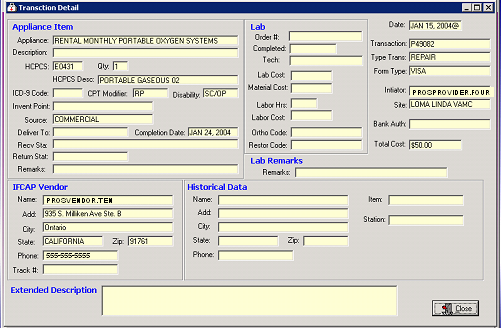 Transction Detail
Appliance Item
Appliance: RENTAL MONTHLY PORTABLE OXYGEN SYSTEMS
Description:
HCPCS: E0431 Qty: 1
HCPCS Desc: PORTABLE GASEOUS 02
ICD-9 Code: CPT Modifier: RP Disability: SC/OP
Invent Point:
Source: COMMERCIAL
Deliver To: Completion Date: JAN 24, 2004
Recv Sta:
Return Stat:
Remarks:
Lab
Order #:
Completed:
Tech:
Lab Cost:
Material Cost:
Labor Hrs:
Labor Cost:
Ortho Code:
Restor Code:
Date: JAN 15, 2004@
Transaction: P49082
Type Trans: REPAIR
Form Type: VISA
Intiator: PROSPROVIDER.FOUR
Site: LOMA LINDA VAMC
Bank Auth:
Total Cost: $50.00
Lab Remarks
Remarks:
IFCAP Vendor
Name: PROSVENDOR.TEN
Add: 935 S. Milliken Ave Ste. B
City: Ontario
State: CALIFORNIA Zip: 91761
Phone: 555-555-5555
Track #:
Historical Data
Name:
Add:
City:
State: Zip:
Phone:
Item:
Station:
Extended Description
Close